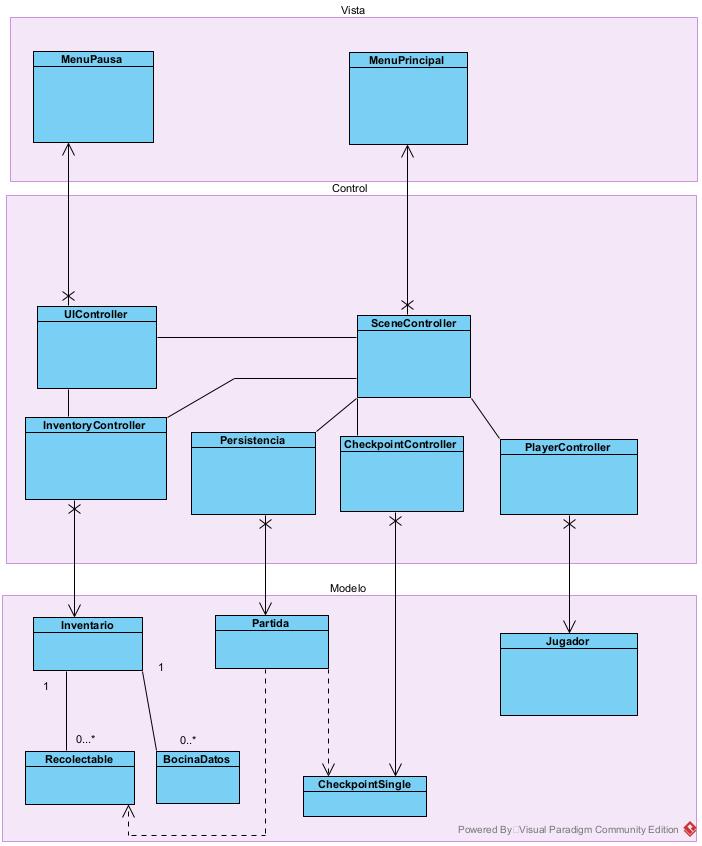 Vista
MenuPausa
MenuPrincipal
Control
UIController
SceneController
InventoryController
Persistencia
CheckpointController
PlayerController
Modelo
Inventario
Partida
Jugador
1
1
0...*
0..*
Recolectable
BocinaDatos
CheckpointSingle
Powered By Visual Paradigm Community Edition